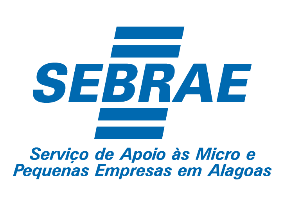 SEBRAE
Serviço de Apoio às Micro e
Pequenas Empresas em Alagoas